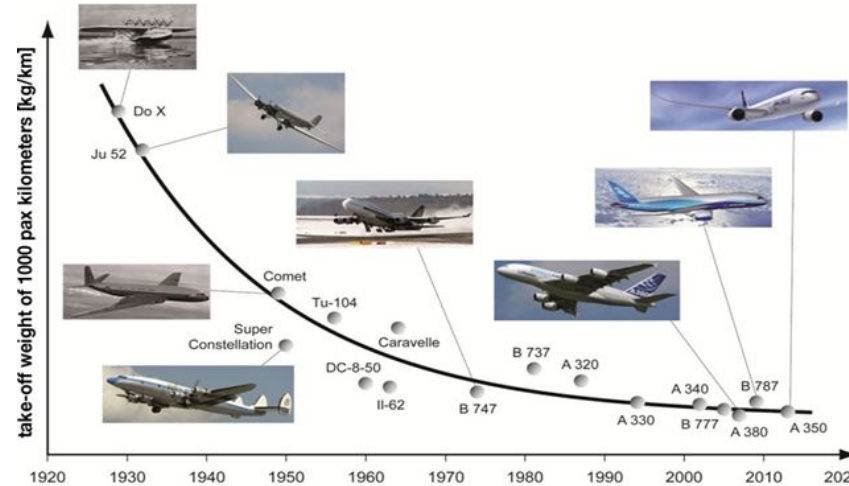 take-off weight of 1000 pax kilometers [kg/km]
Do X
Ju 52
Comet
Super
Constellation
Tu-104
Caravelle
DC-8-50
Il-62
B 747
B 737
A 320
A 330
A 340
B 777
B 787
A 380
A 350
1920 1930 1940 1950 1960 1970 1980 1990 2000 2010 202